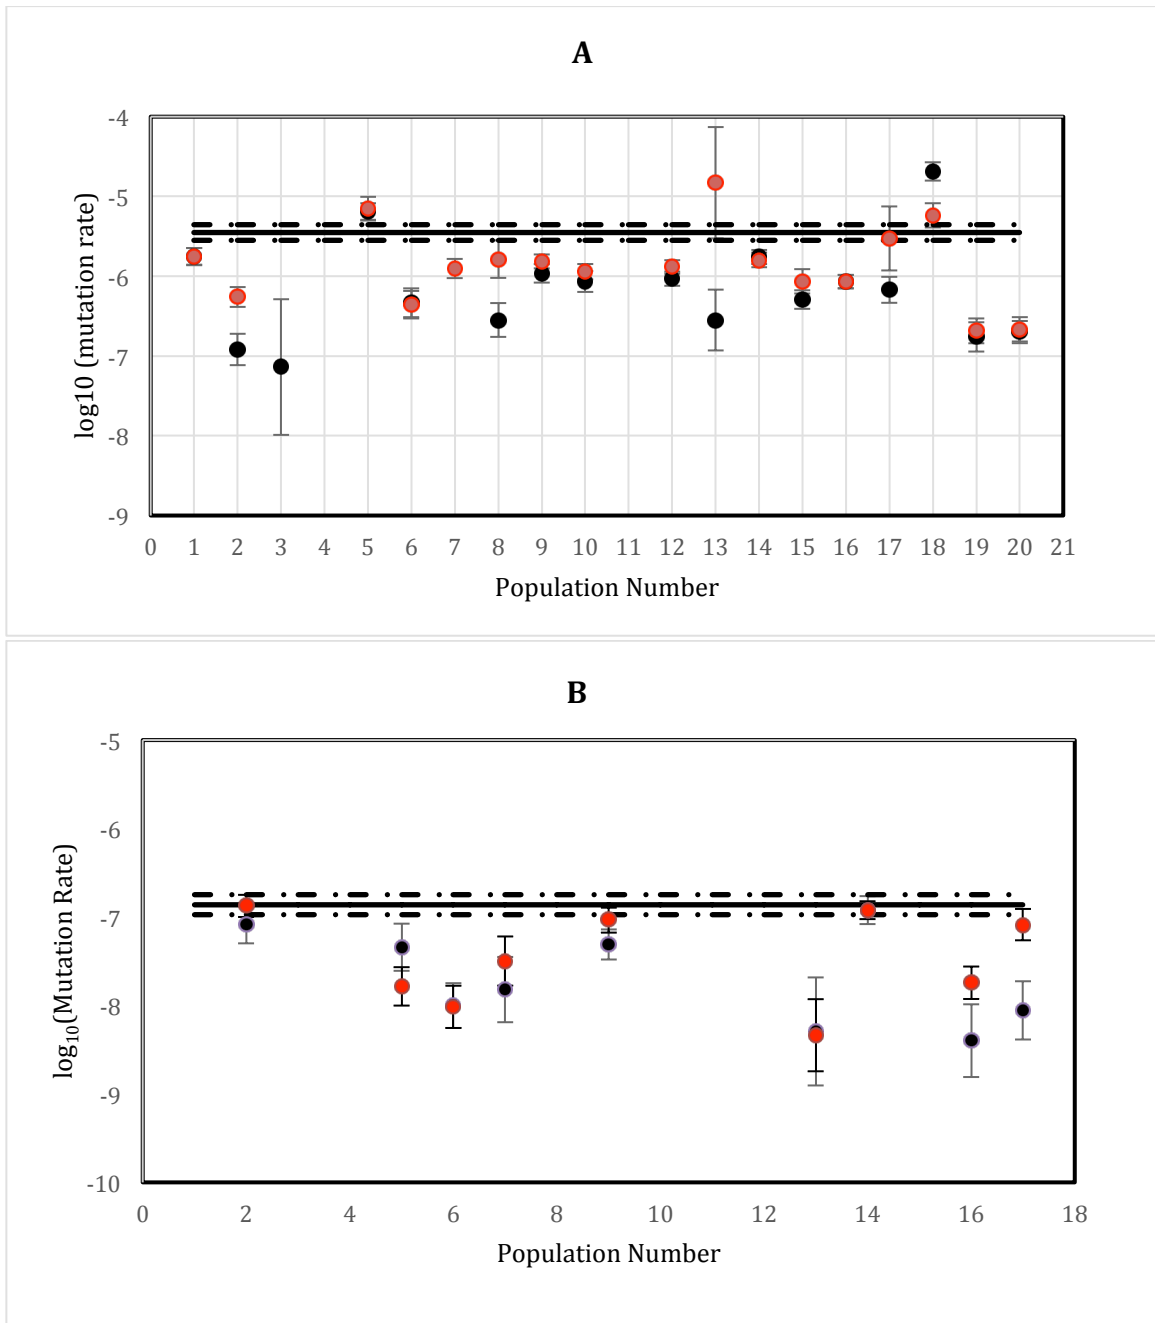 A
-4
-5
-6
-7
-8
-9
log10 (mutation rate)
0 1 2 3 4 5 6 7 8 9 10 11 12 13 14 15 16 17 18 19 20 21
Population Number
B
-5
-6
-7
-8
-9
-10
log₁₀(Mutation Rate)
0 2 4 6 8 10 12 14 16 18
Population Number